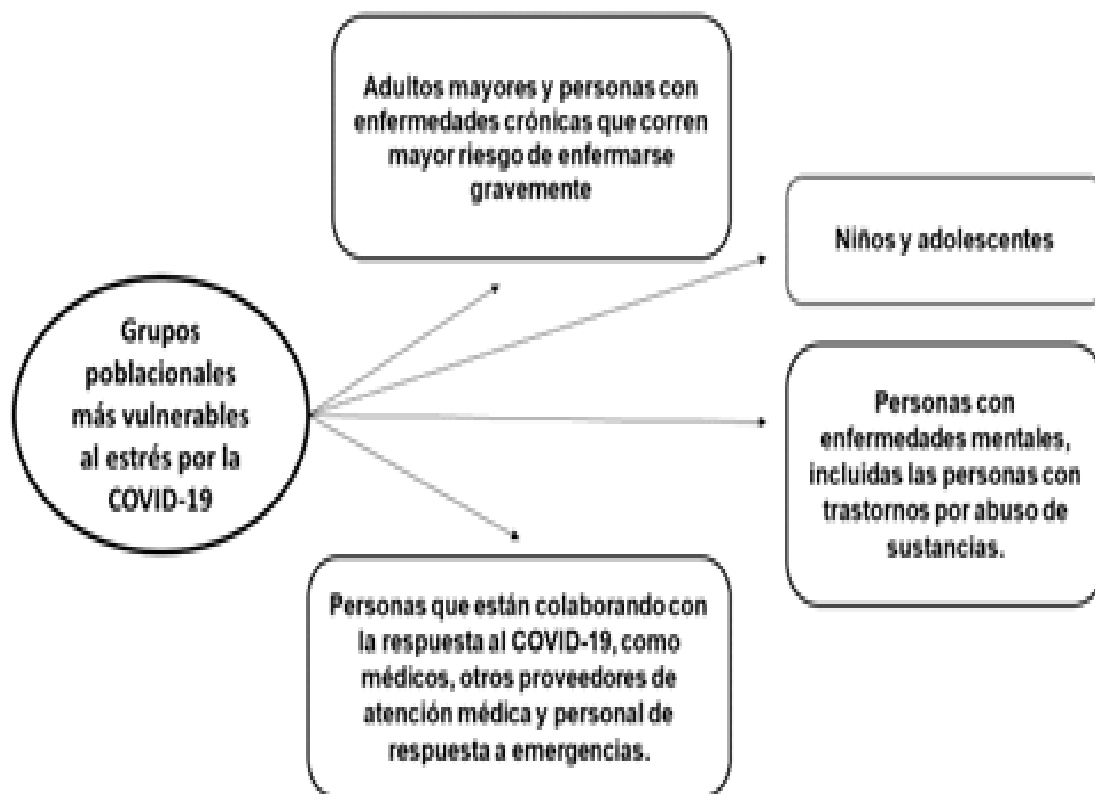 Adultos mayores y personas con
enfermedades crónicas que corren
mayor riesgo de enfermarse
gravemente
Niños y adolescentes
Grupos
poblacionales
más vulnerables
al estrés por la
COVID-19
Personas con
enfermedades mentales,
incluidas las personas con
trastornos por abuso de
sustancias.
Personas que están colaborando con
la respuesta al COVID-19, como
médicos, otros proveedores de
atención médica y personal de
respuesta a emergencias.